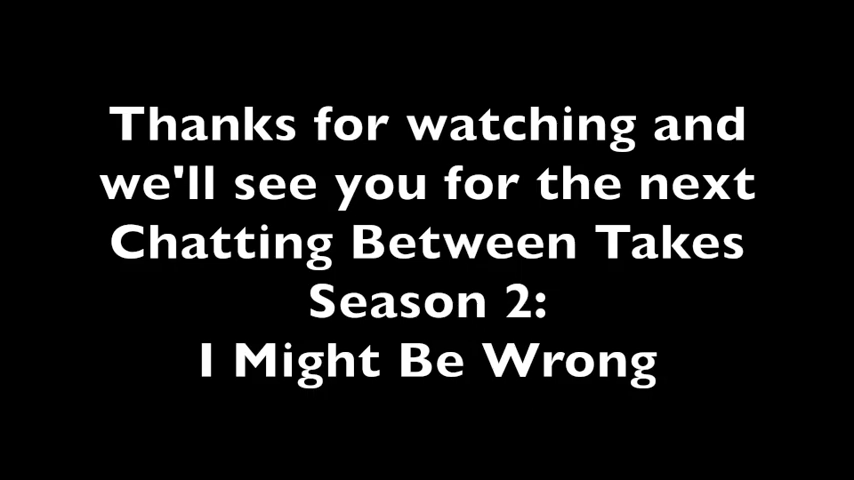 Thanks for watching and
we'll see you for the next
Chatting Between Takes
Season 2:
I Might Be Wrong